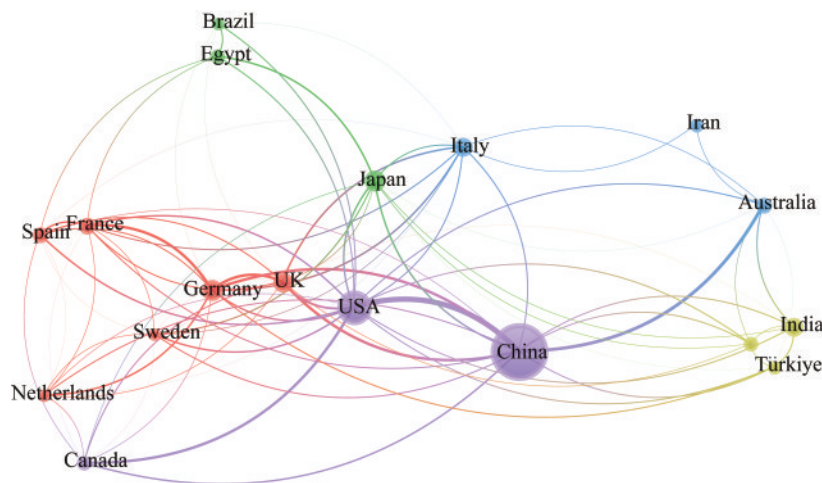 Brazil
Egypt
Iran
Italy
Japan
Australia
Spain
France
Germany
UK
USA
Sweden
China
India
Türkiye
Netherlands
Canada